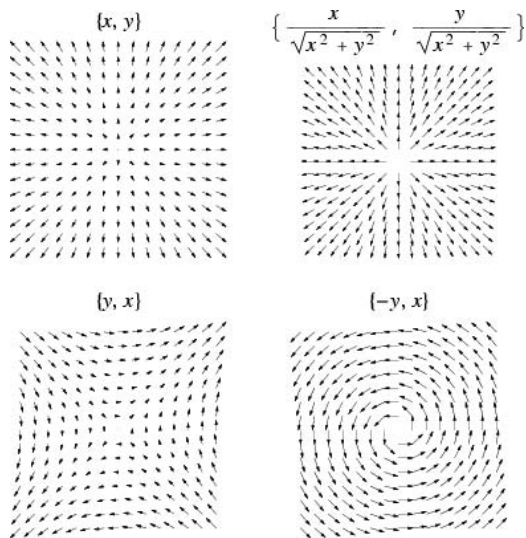 {x, y}
{ x / √(x² + y²) , y / √(x² + y²) }
{y, x}
{−y, x}